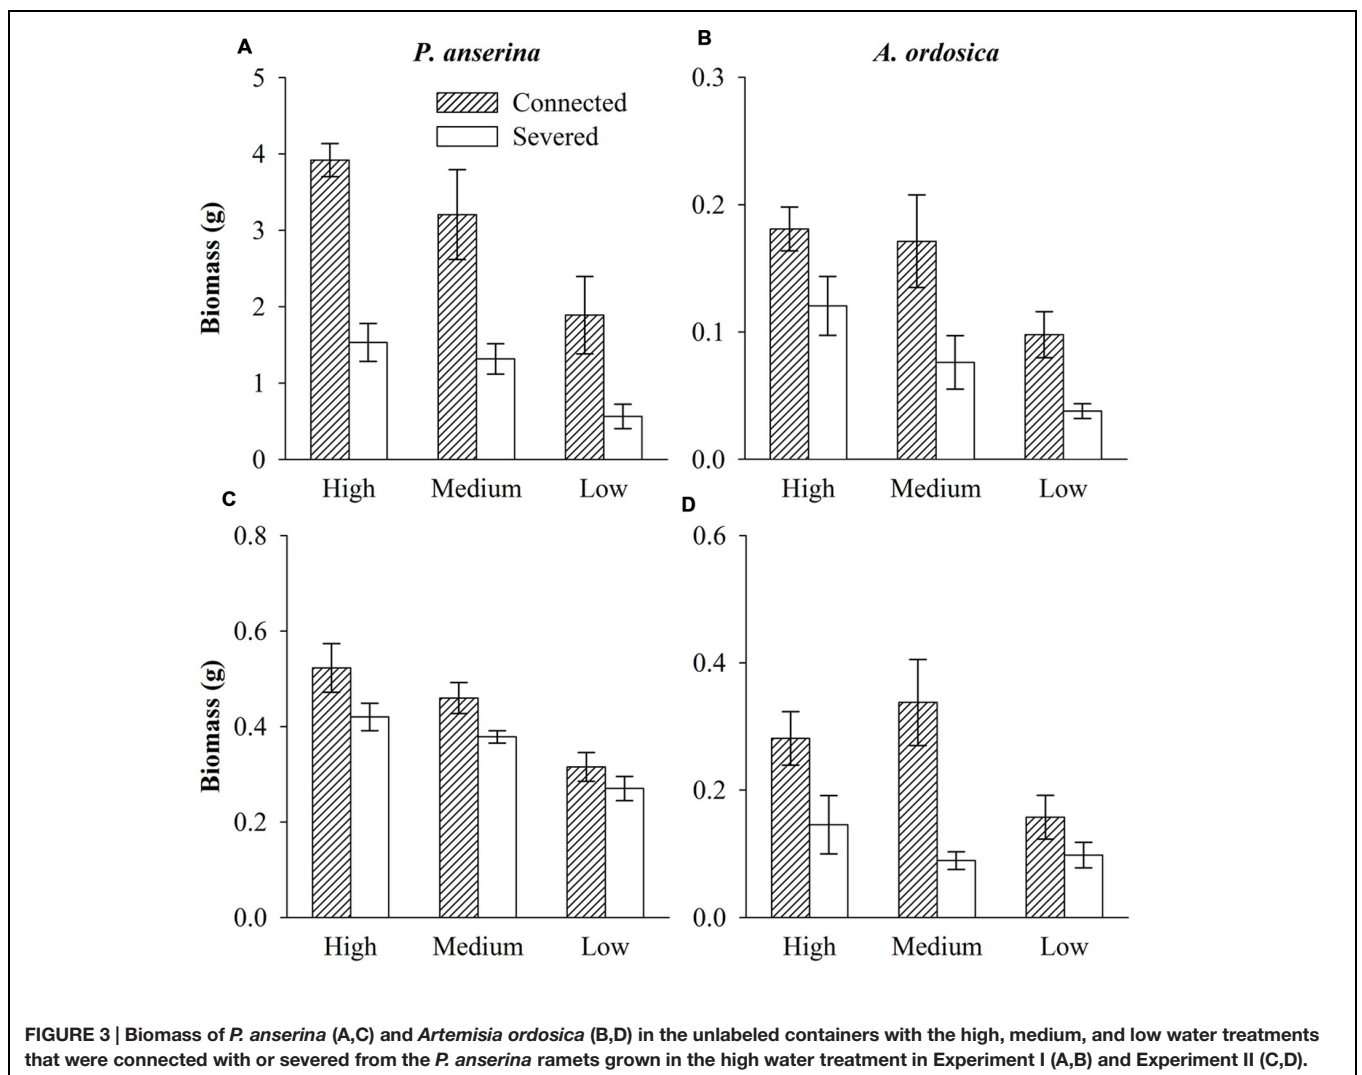 A
P. anserina
B
A. ordosica
5
4
3
2
1
0
Biomass (g)
Connected
Severed
High
Medium
Low
0.3
0.2
0.1
0.0
High
Medium
Low
C
0.8
0.6
0.4
0.2
0.0
Biomass (g)
High
Medium
Low
D
0.6
0.4
0.2
0.0
High
Medium
Low
FIGURE 3 | Biomass of P. anserina (A,C) and Artemisia ordosica (B,D) in the unlabeled containers with the high, medium, and low water treatments
that were connected with or severed from the P. anserina ramets grown in the high water treatment in Experiment I (A,B) and Experiment II (C,D).